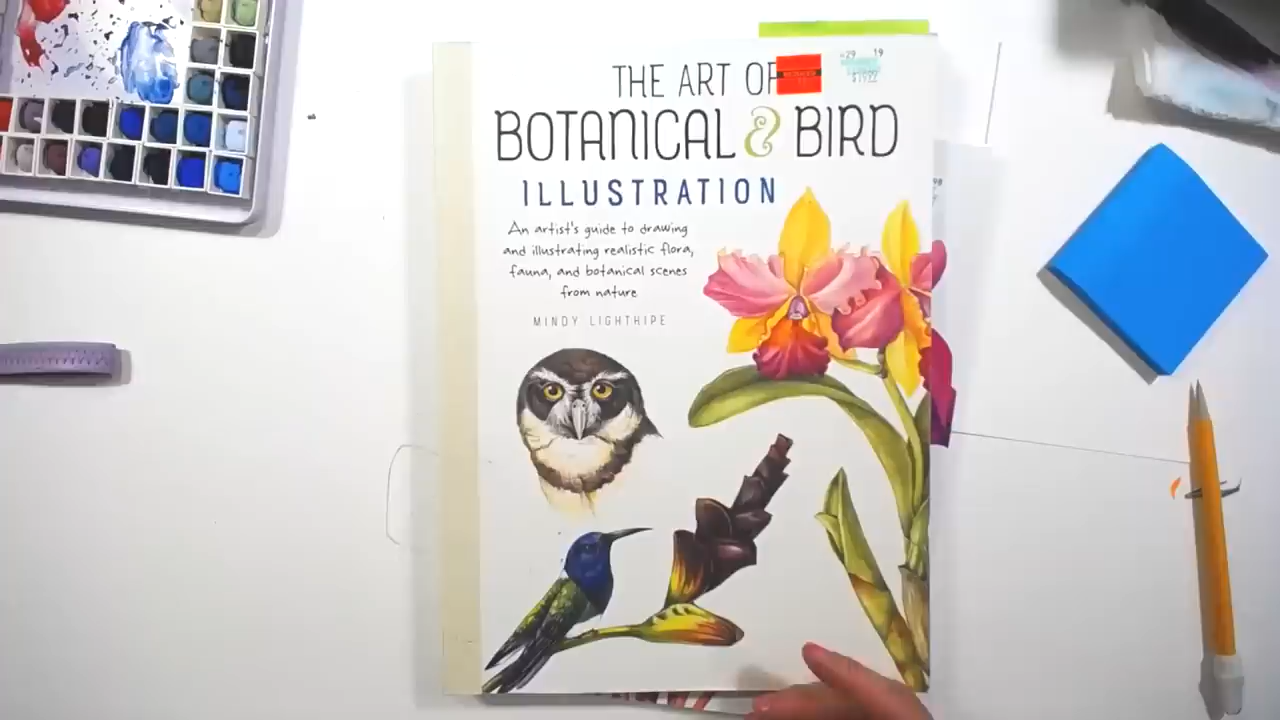 THE ART OF
BOTANICAL & BIRD
ILLUSTRATION
An artist's guide to drawing
and illustrating realistic flora,
fauna, and botanical scenes
from nature
MINDY LIGHTHIPE